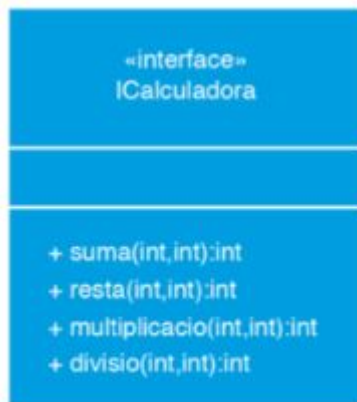 «interface»
ICalculadora
+ suma(int,int):int
+ resta(int,int):int
+ multiplicacio(int,int):int
+ divisio(int,int):int